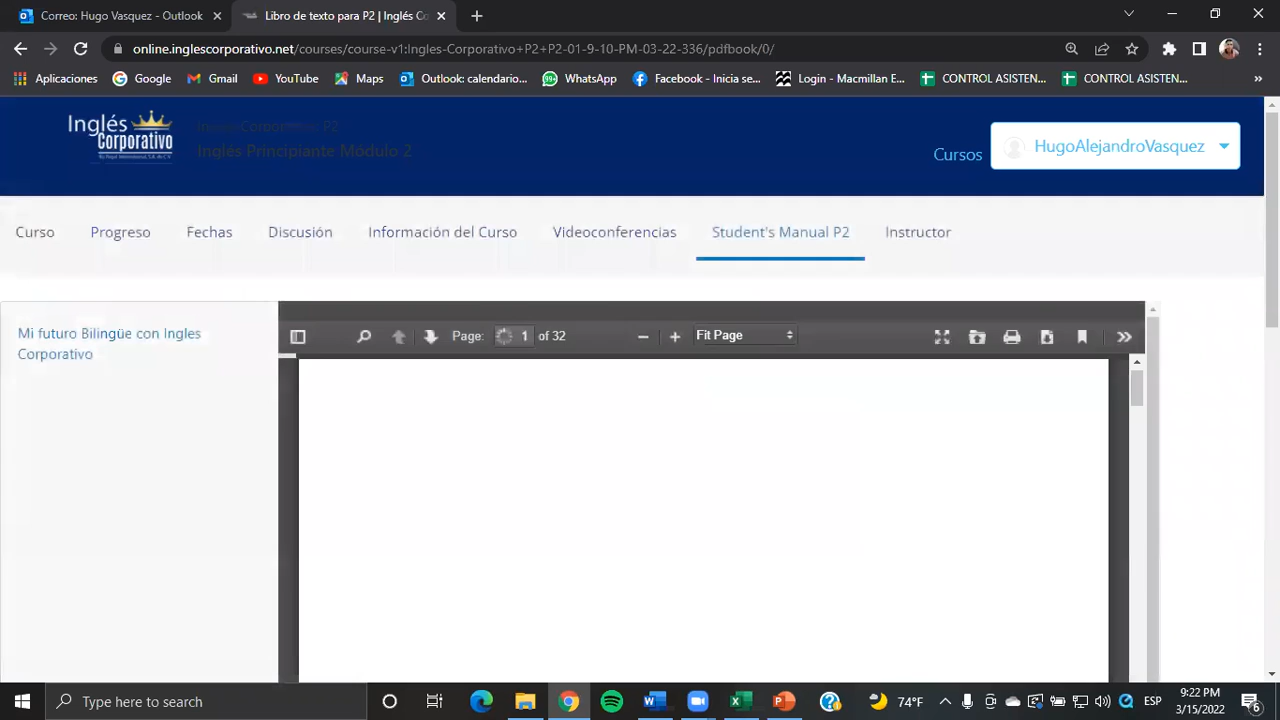 Correo: Hugo Vasquez - Outlook
Libro de texto para P2 | Inglés Co
online.inglescorporativo.net/courses/course-v1:Ingles-Corporativo+P2+P2-01-9-10-PM-03-22-336/pdfbook/0/
Aplicaciones Google Gmail YouTube Maps Outlook: calendario... WhatsApp Facebook - Inicia se... Login - Macmillan E... CONTROL ASISTEN... CONTROL ASISTEN... »
Inglés
Corporativo
Ingles Corporativo P2
Inglés Principiante Módulo 2
Cursos
HugoAlejandroVasquez
Curso Progreso Fechas Discusión Información del Curso Videoconferencias Student's Manual P2 Instructor
Mi futuro Bilingüe con Ingles
Corporativo
Page: 1 of 32
Fit Page
Type here to search
74°F
ESP
9:22 PM
3/15/2022
6